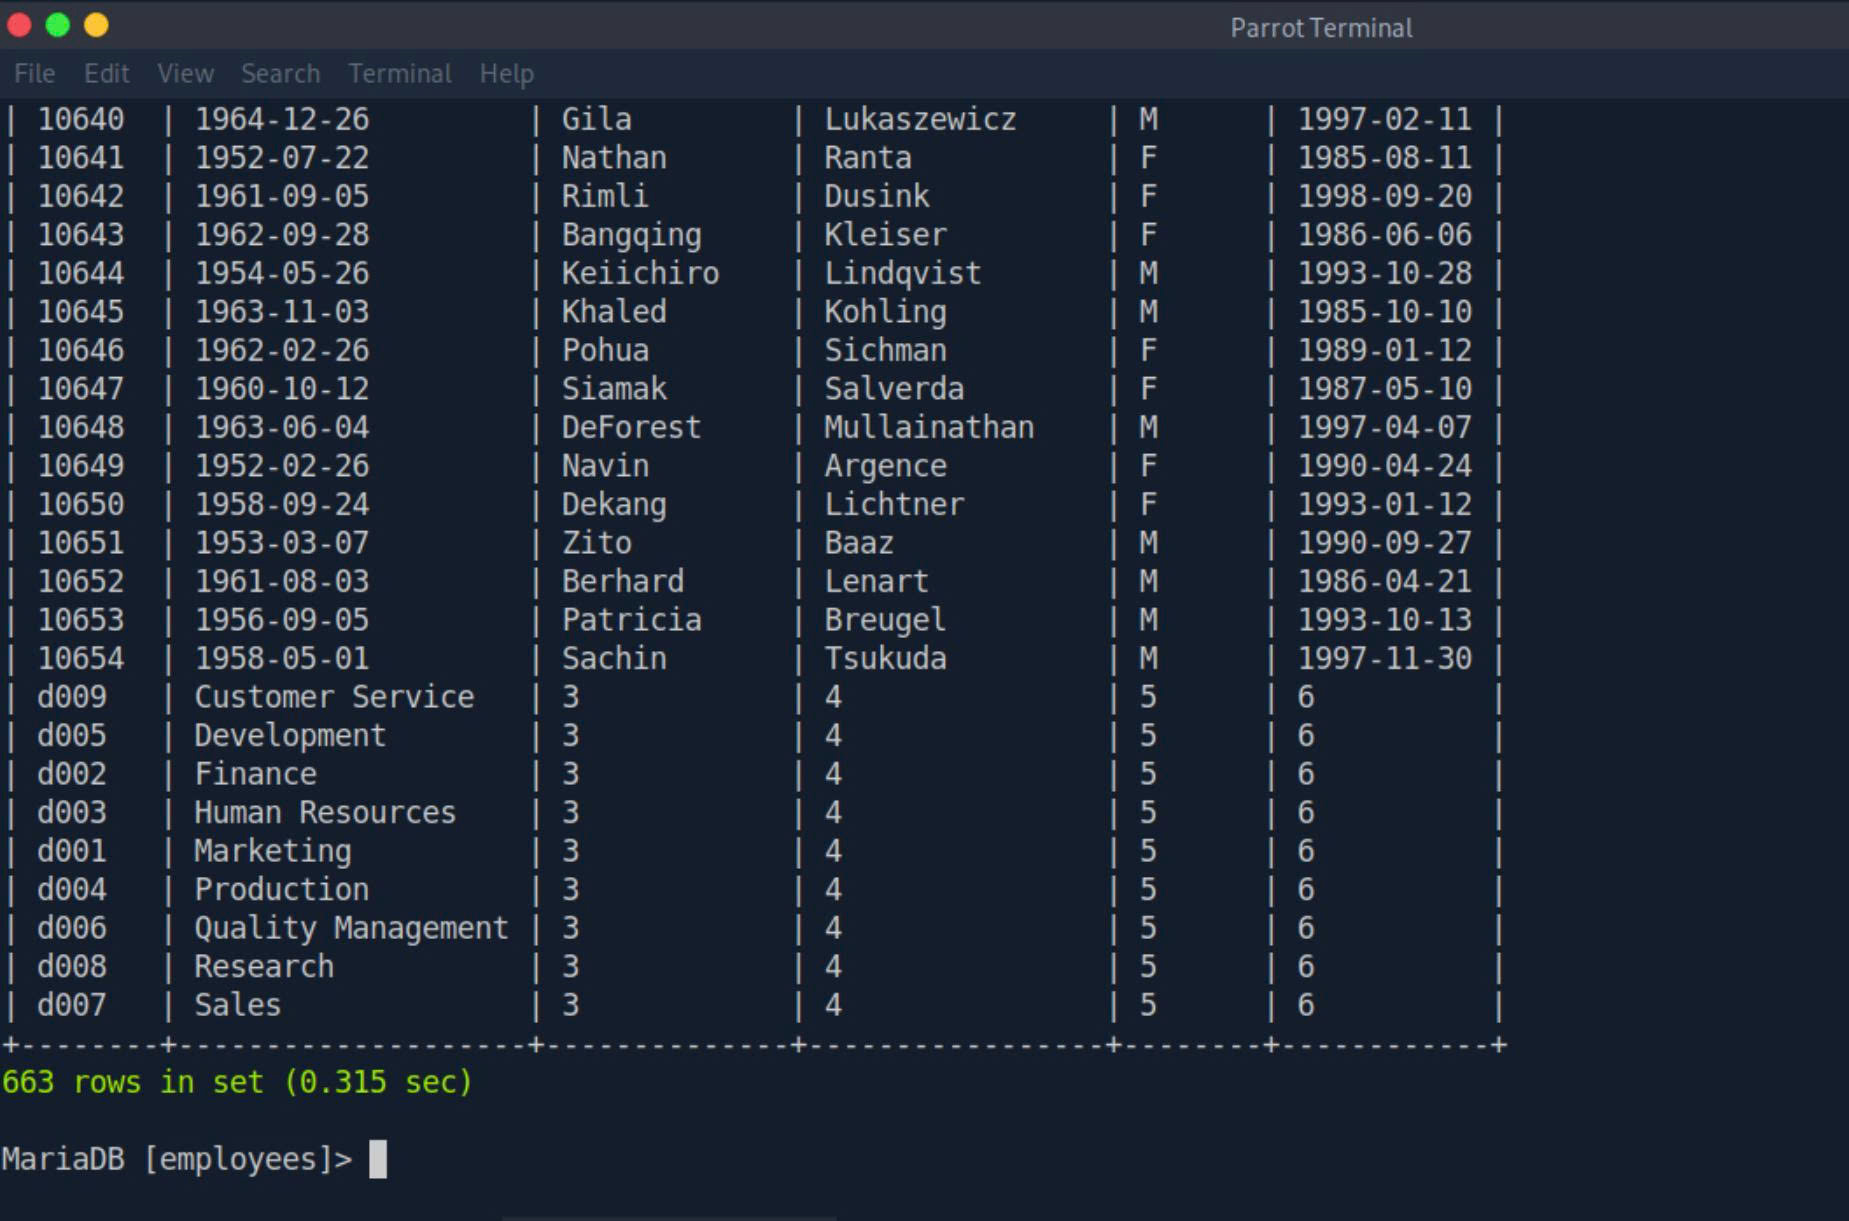 Parrot Terminal
File Edit View Search Terminal Help
| 10640 | 1964-12-26 | Gila | Lukaszewicz | M | 1997-02-11 |
| 10641 | 1952-07-22 | Nathan | Ranta | F | 1985-08-11 |
| 10642 | 1961-09-05 | Rimli | Dusink | F | 1998-09-20 |
| 10643 | 1962-09-28 | Bangqing | Kleiser | F | 1986-06-06 |
| 10644 | 1954-05-26 | Keiichiro | Lindqvist | M | 1993-10-28 |
| 10645 | 1963-11-03 | Khaled | Kohling | M | 1985-10-10 |
| 10646 | 1962-02-26 | Pohua | Sichman | F | 1989-01-12 |
| 10647 | 1960-10-12 | Siamak | Salverda | F | 1987-05-10 |
| 10648 | 1963-06-04 | DeForest | Mullainathan | M | 1997-04-07 |
| 10649 | 1952-02-26 | Navin | Argence | F | 1990-04-24 |
| 10650 | 1958-09-24 | Dekang | Lichtner | F | 1993-01-12 |
| 10651 | 1953-03-07 | Zito | Baaz | M | 1990-09-27 |
| 10652 | 1961-08-03 | Berhard | Lenart | M | 1986-04-21 |
| 10653 | 1956-09-05 | Patricia | Breugel | M | 1993-10-13 |
| 10654 | 1958-05-01 | Sachin | Tsukuda | M | 1997-11-30 |
| d009 | Customer Service | 3 | 4 | 5 | 6 |
| d005 | Development | 3 | 4 | 5 | 6 |
| d002 | Finance | 3 | 4 | 5 | 6 |
| d003 | Human Resources | 3 | 4 | 5 | 6 |
| d001 | Marketing | 3 | 4 | 5 | 6 |
| d004 | Production | 3 | 4 | 5 | 6 |
| d006 | Quality Management | 3 | 4 | 5 | 6 |
| d008 | Research | 3 | 4 | 5 | 6 |
| d007 | Sales | 3 | 4 | 5 | 6 |
+--------+--------------------+--------------+-----------------+--------+------------+
663 rows in set (0.315 sec)
MariaDB [employees]>